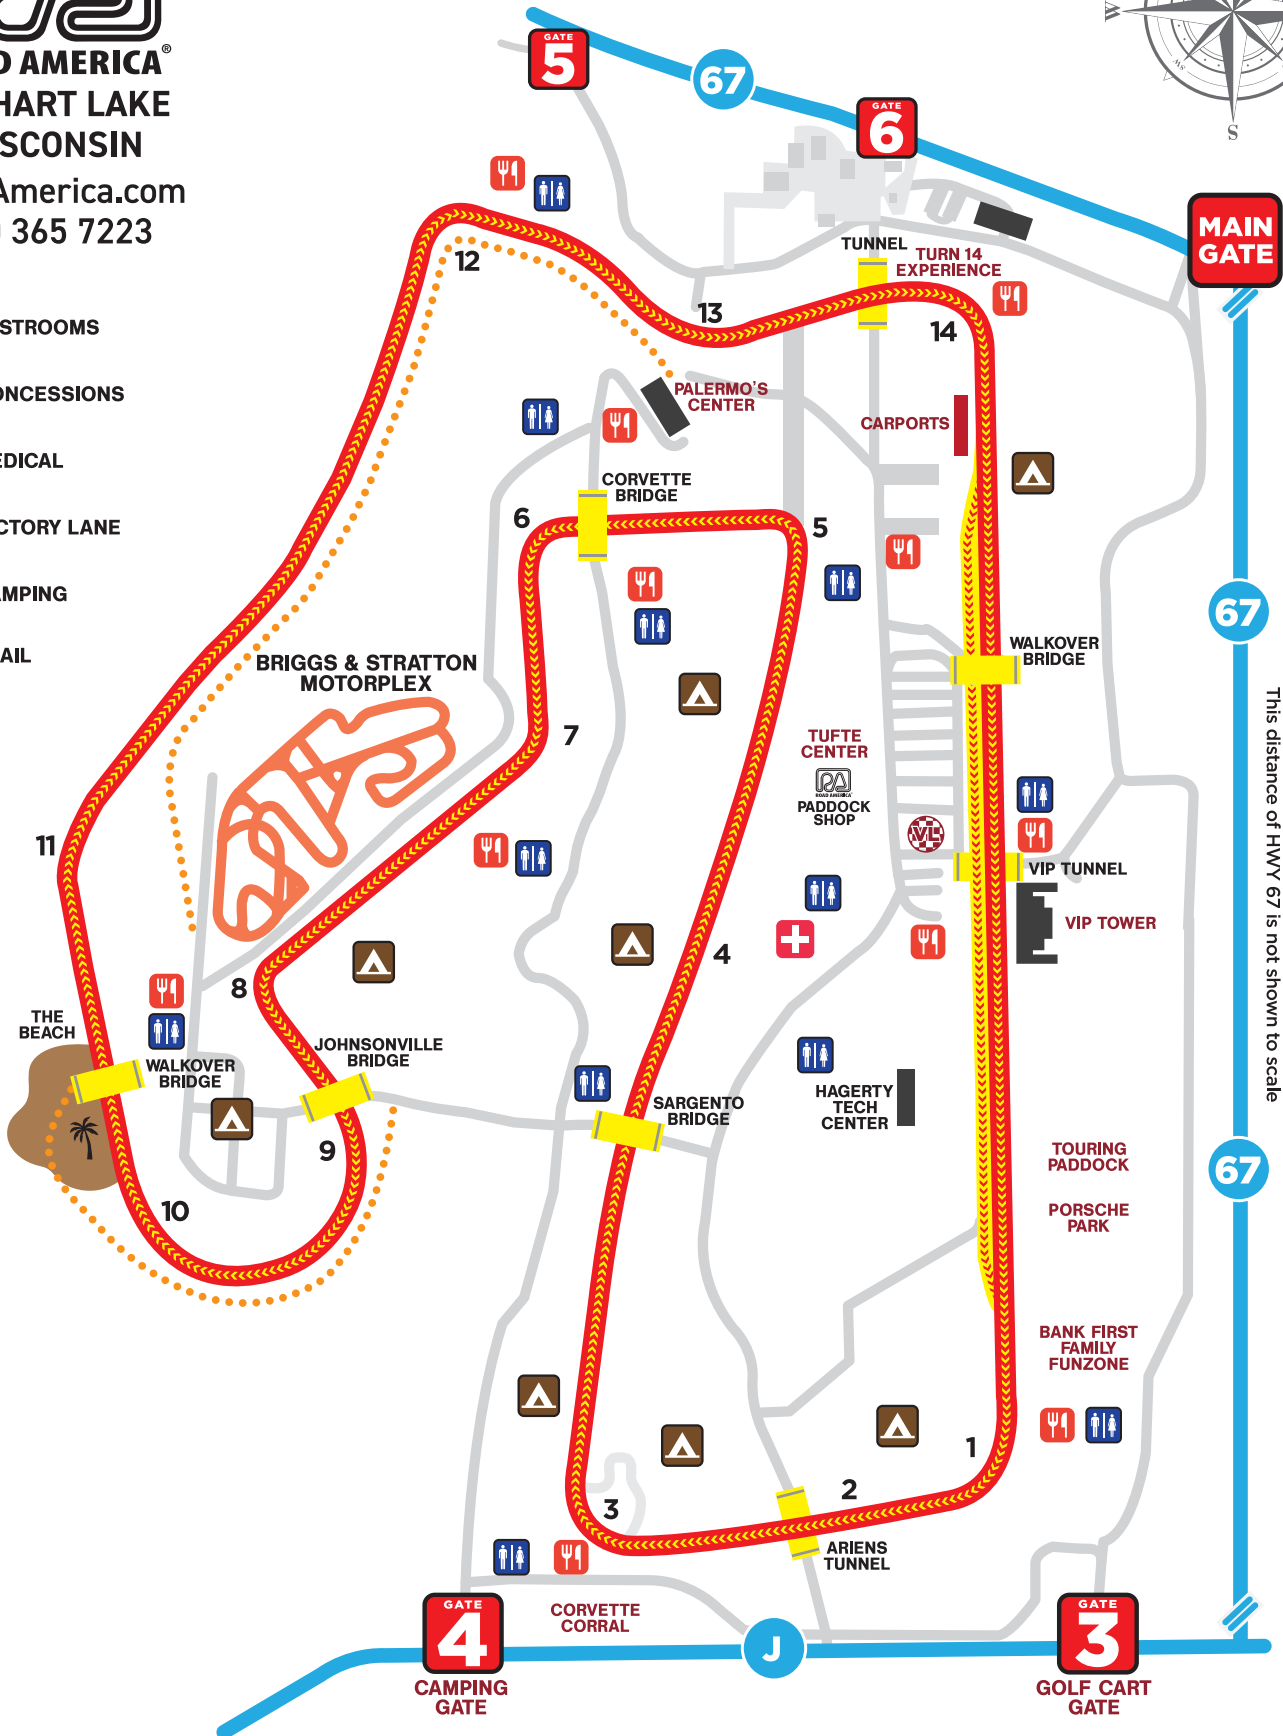 D AMERICA®
HART LAKE
SCONSIN
America.com
365 7223
STROOMS
ONCESSIONS
EDICAL
CTORY LANE
MPING
AIL
S
SW
GATE
5
67
GATE
6
MAIN
GATE
TUNNEL
TURN 14
EXPERIENCE
12
13
14
PALERMO'S
CENTER
CARPORTS
CORVETTE
BRIDGE
6
5
WALKOVER
BRIDGE
67
BRIGGS & STRATTON
MOTORPLEX
This distance of HWY 67 is not shown to scale
7
TUFTE
CENTER
ROAD AMERICA
PADDOCK
SHOP
VL
11
VIP TUNNEL
VIP TOWER
4
8
THE
BEACH
WALKOVER
BRIDGE
JOHNSONVILLE
BRIDGE
SARGENTO
BRIDGE
HAGERTY
TECH
CENTER
9
10
TOURING
PADDOCK
67
PORSCHE
PARK
BANK FIRST
FAMILY
FUNZONE
1
2
3
ARIENS
TUNNEL
CORVETTE
CORRAL
GATE
4
CAMPING
GATE
J
GATE
3
GOLF CART
GATE